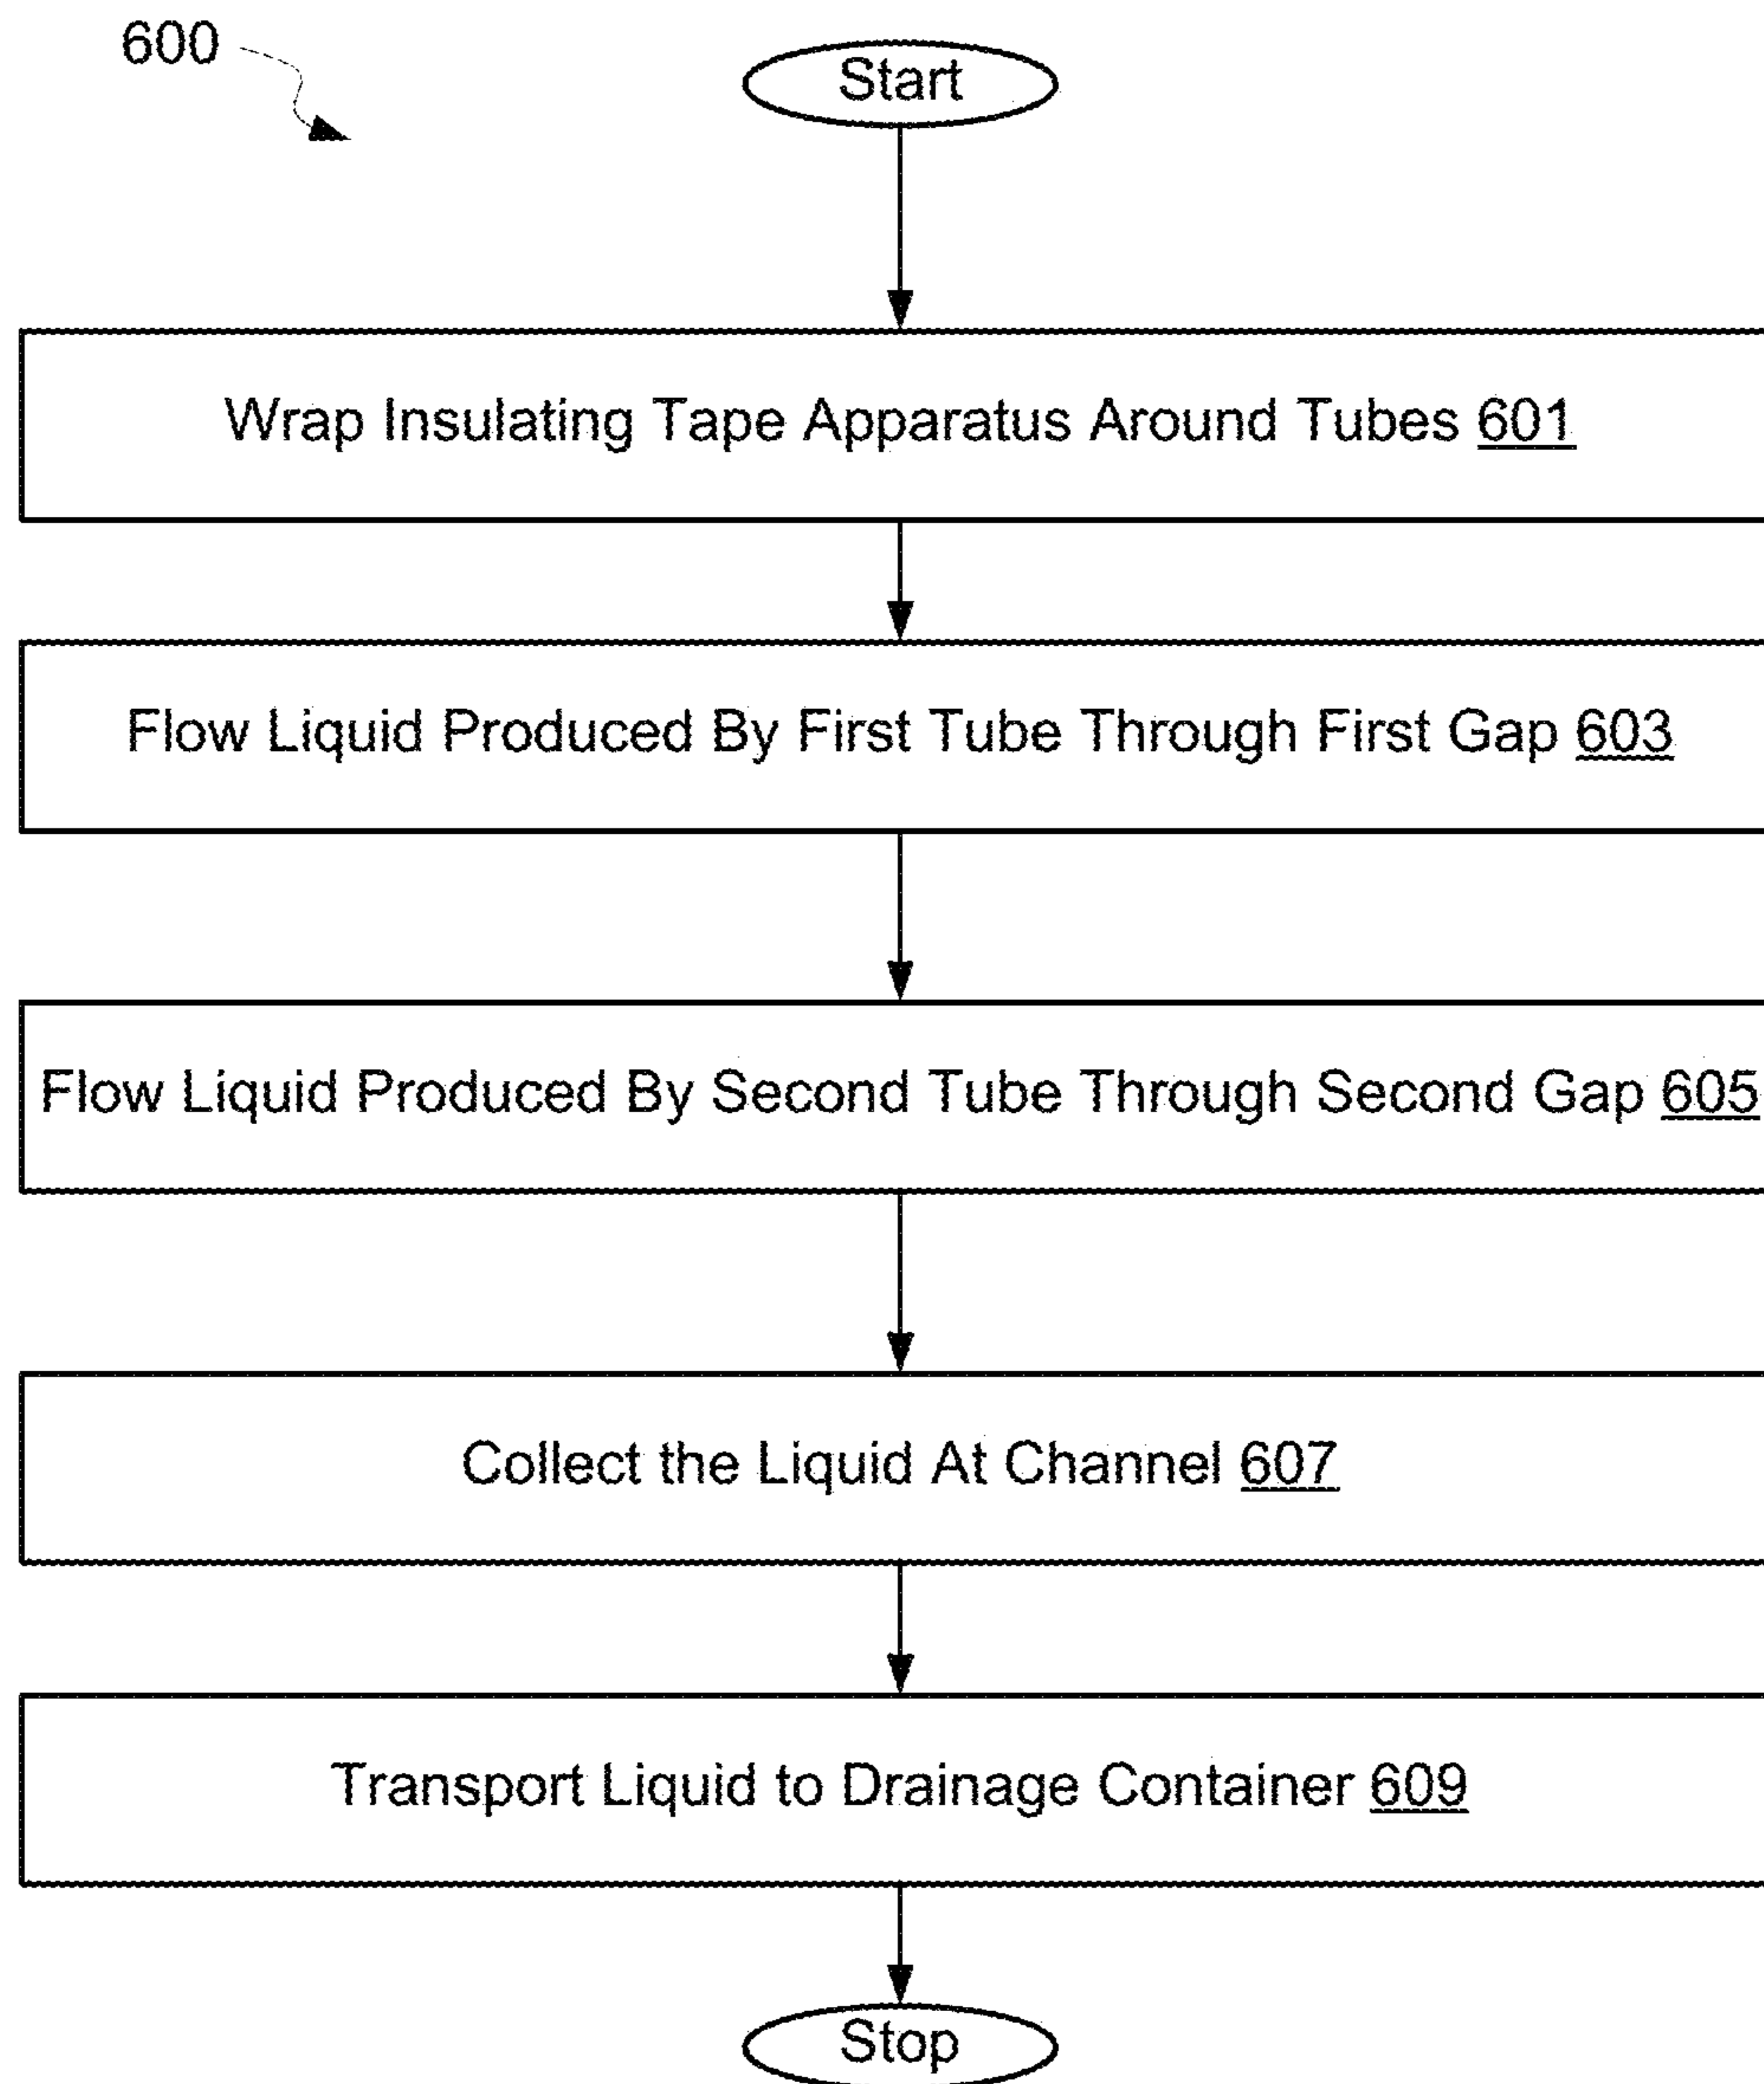 600
Start
Wrap Insulating Tape Apparatus Around Tubes 601
Flow Liquid Produced By First Tube Through First Gap 603
Flow Liquid Produced By Second Tube Through Second Gap 605
Collect the Liquid At Channel 607
Transport Liquid to Drainage Container 609
Stop